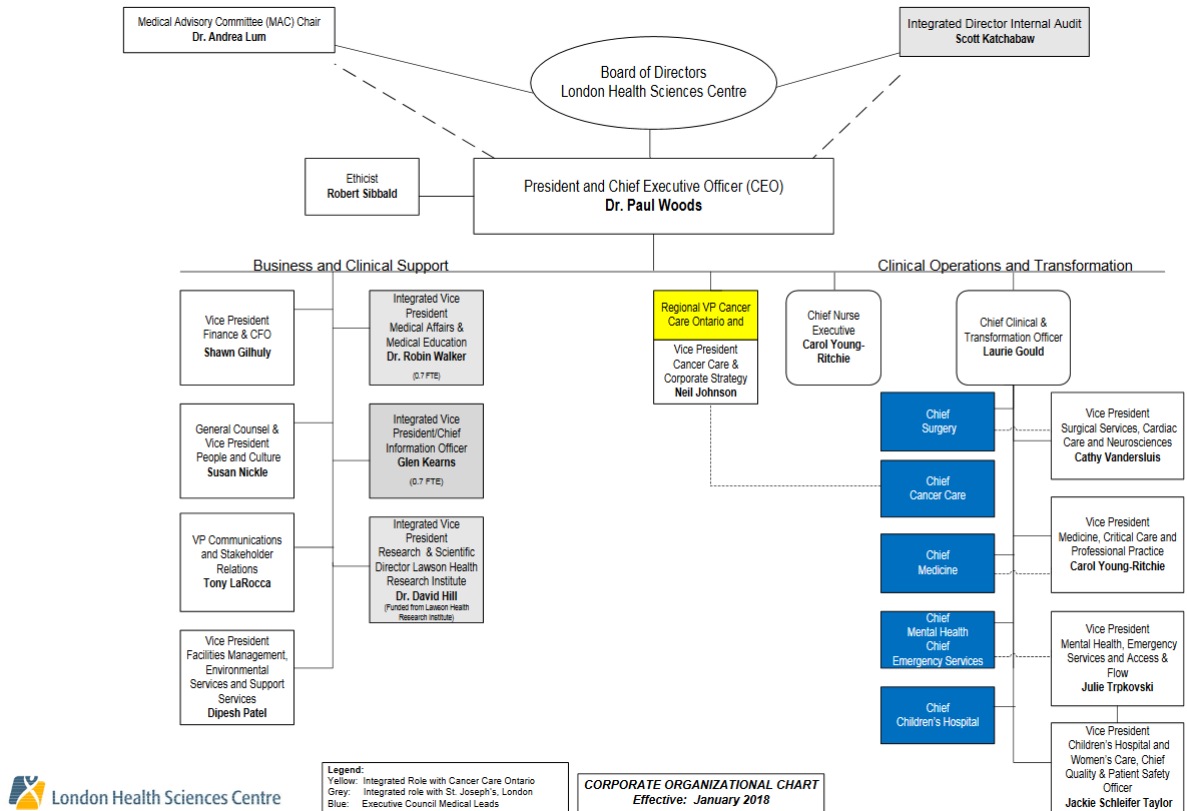 Medical Advisory Committee (MAC) Chair
Dr. Andrea Lum
Integrated Director Internal Audit
Scott Katchabaw
Board of Directors
London Health Sciences Centre
Ethicist
Robert Sibbald
President and Chief Executive Officer (CEO)
Dr. Paul Woods
Business and Clinical Support
Clinical Operations and Transformation
Vice President
Finance & CFO
Shawn Gilhuly
Integrated Vice
President
Medical Affairs &
Medical Education
Dr. Robin Walker
(0.7 FTE)
General Counsel &
Vice President
People and Culture
Susan Nickle
Integrated Vice
President/Chief
Information Officer
Glen Kearns
(0.7 FTE)
VP Communications
and Stakeholder
Relations
Tony LaRocca
Integrated Vice
President
Research & Scientific
Director Lawson Health
Research Institute
Dr. David Hill
(Funded from Lawson Health
Research Institute)
Vice President
Facilities Management,
Environmental
Services and Support
Services
Dipesh Patel
Regional VP Cancer
Care Ontario and
Vice President
Cancer Care &
Corporate Strategy
Neil Johnson
Chief Nurse
Executive
Carol Young-
Ritchie
Chief Clinical &
Transformation Officer
Laurie Gould
Chief
Surgery
Vice President
Surgical Services, Cardiac
Care and Neurosciences
Cathy Vandersluis
Chief
Cancer Care
Chief
Medicine
Vice President
Medicine, Critical Care and
Professional Practice
Carol Young-Ritchie
Chief
Mental Health
Chief
Emergency Services
Vice President
Mental Health, Emergency
Services and Access &
Flow
Julie Trpkovski
Chief
Children's Hospital
Vice President
Children's Hospital and
Women's Care, Chief
Quality & Patient Safety
Officer
Jackie Schleifer Taylor
London Health Sciences Centre
Legend:
Yellow: Integrated Role with Cancer Care Ontario
Grey: Integrated role with St. Joseph's, London
Blue: Executive Council Medical Leads
CORPORATE ORGANIZATIONAL CHART
Effective: January 2018